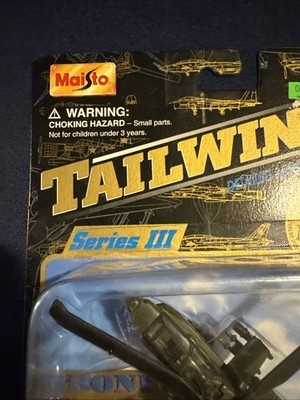 Maisto
⚠ WARNING:
CHOKING HAZARD - Small parts.
Not for children under 3 years.
TAILWIN
Series III